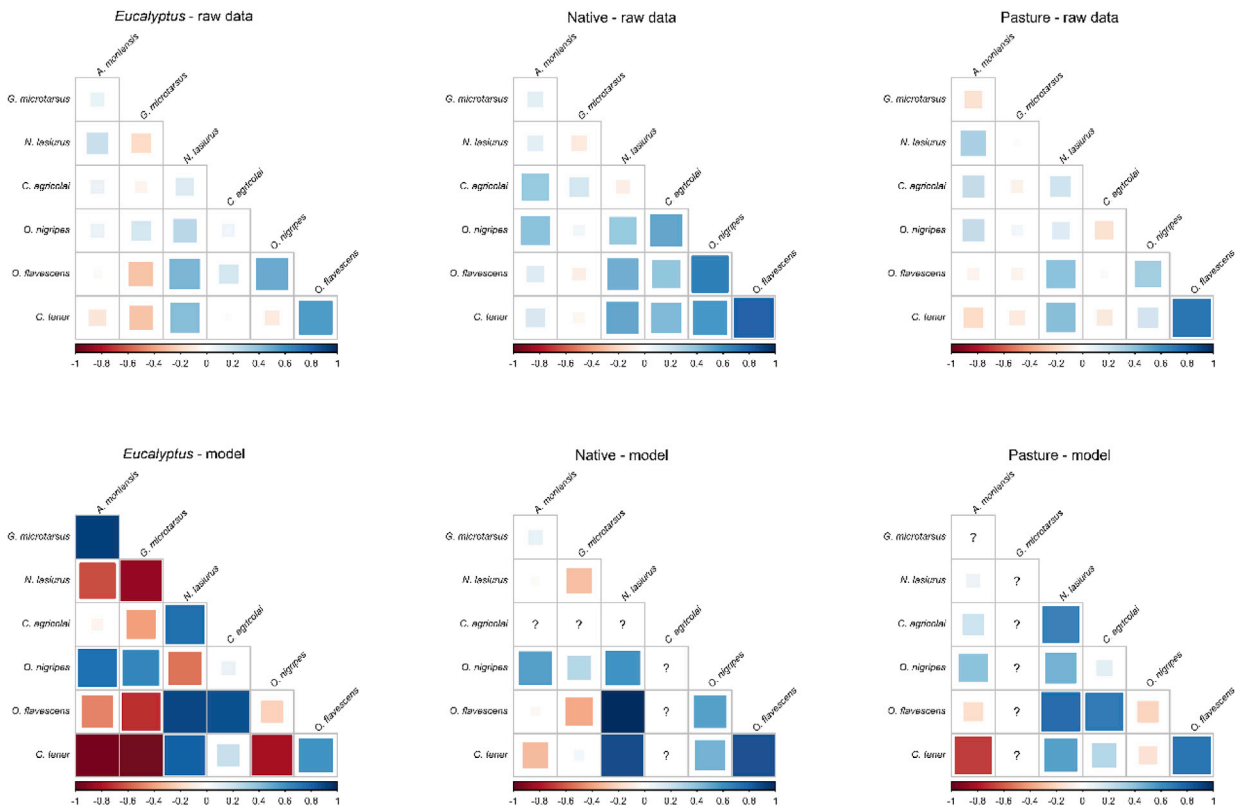 Eucalyptus - raw data
A. moniensis
G. microtarsus
G. microtarsus
N. lasiurus
N. lasiurus
C. agricolai
C. agricolai
O. nigripes
O. nigripes
O. flavescens
O. flavescens
C. tener
-1 -0.8 -0.6 -0.4 -0.2 0 0.2 0.4 0.6 0.8 1
Native - raw data
A. moniensis
G. microtarsus
G. microtarsus
N. lasiurus
N. lasiurus
C. agricolai
C. agricolai
O. nigripes
O. nigripes
O. flavescens
O. flavescens
C. tener
-1 -0.8 -0.6 -0.4 -0.2 0 0.2 0.4 0.6 0.8 1
Pasture - raw data
A. moniensis
G. microtarsus
G. microtarsus
N. lasiurus
N. lasiurus
C. agricolai
C. agricolai
O. nigripes
O. nigripes
O. flavescens
O. flavescens
C. tener
-1 -0.8 -0.6 -0.4 -0.2 0 0.2 0.4 0.6 0.8 1
Eucalyptus - model
A. moniensis
G. microtarsus
G. microtarsus
N. lasiurus
N. lasiurus
C. agricolai
C. agricolai
O. nigripes
O. nigripes
O. flavescens
O. flavescens
C. tener
-1 -0.8 -0.6 -0.4 -0.2 0 0.2 0.4 0.6 0.8 1
Native - model
A. moniensis
G. microtarsus
G. microtarsus
N. lasiurus
N. lasiurus
C. agricolai ? ? ?
C. agricolai
O. nigripes ?
O. nigripes
O. flavescens ?
O. flavescens
C. tener ?
-1 -0.8 -0.6 -0.4 -0.2 0 0.2 0.4 0.6 0.8 1
Pasture - model
A. moniensis
G. microtarsus ?
G. microtarsus
N. lasiurus ?
N. lasiurus
C. agricolai ?
C. agricolai
O. nigripes ?
O. nigripes
O. flavescens ?
O. flavescens
C. tener ?
-1 -0.8 -0.6 -0.4 -0.2 0 0.2 0.4 0.6 0.8 1